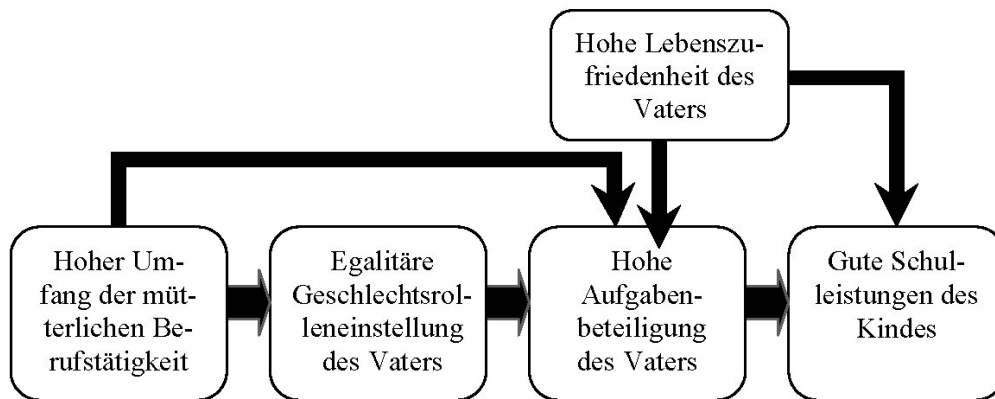 Hohe Lebenszu-
friedenheit des
Vaters
Hoher Um-
fang der müt-
terlichen Be-
rufstätigkeit
Egalitäre
Geschlechtsrol-
leneinstellung
des Vaters
Hohe
Aufgaben-
beteiligung
des Vaters
Gute Schul-
leistungen des
Kindes